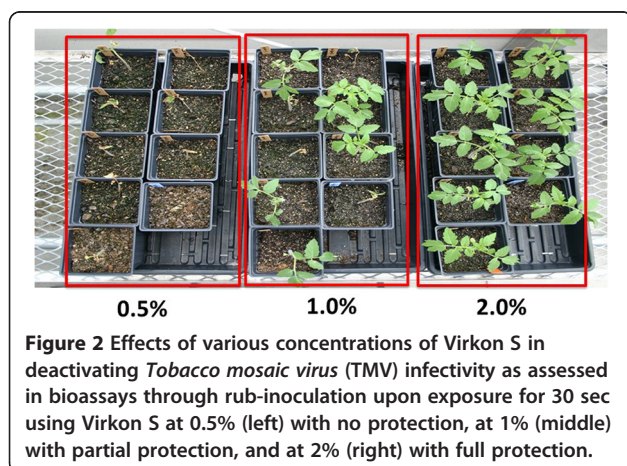 0.5% 1.0% 2.0%
Figure 2 Effects of various concentrations of Virkon S in
deactivating Tobacco mosaic virus (TMV) infectivity as assessed
in bioassays through rub-inoculation upon exposure for 30 sec
using Virkon S at 0.5% (left) with no protection, at 1% (middle)
with partial protection, and at 2% (right) with full protection.